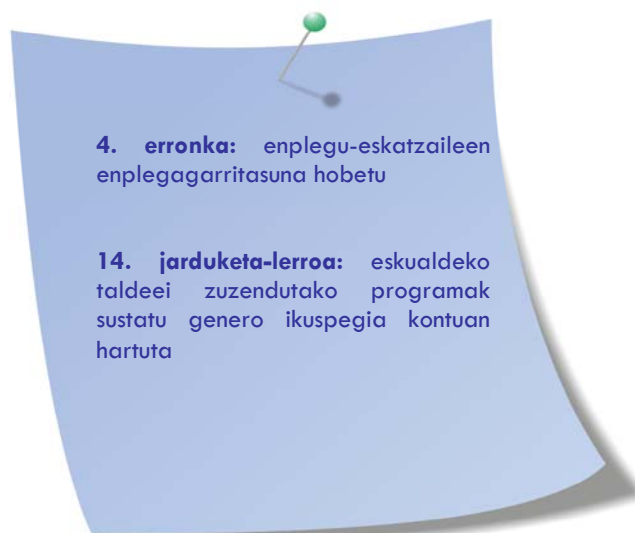 4. erronka: enplegu-eskatzaileen
enplegagarritasuna hobetu
14. jarduketa-lerroa: eskualdeko
taldeei zuzendutako programak
sustatu genero ikuspegia kontuan
hartuta